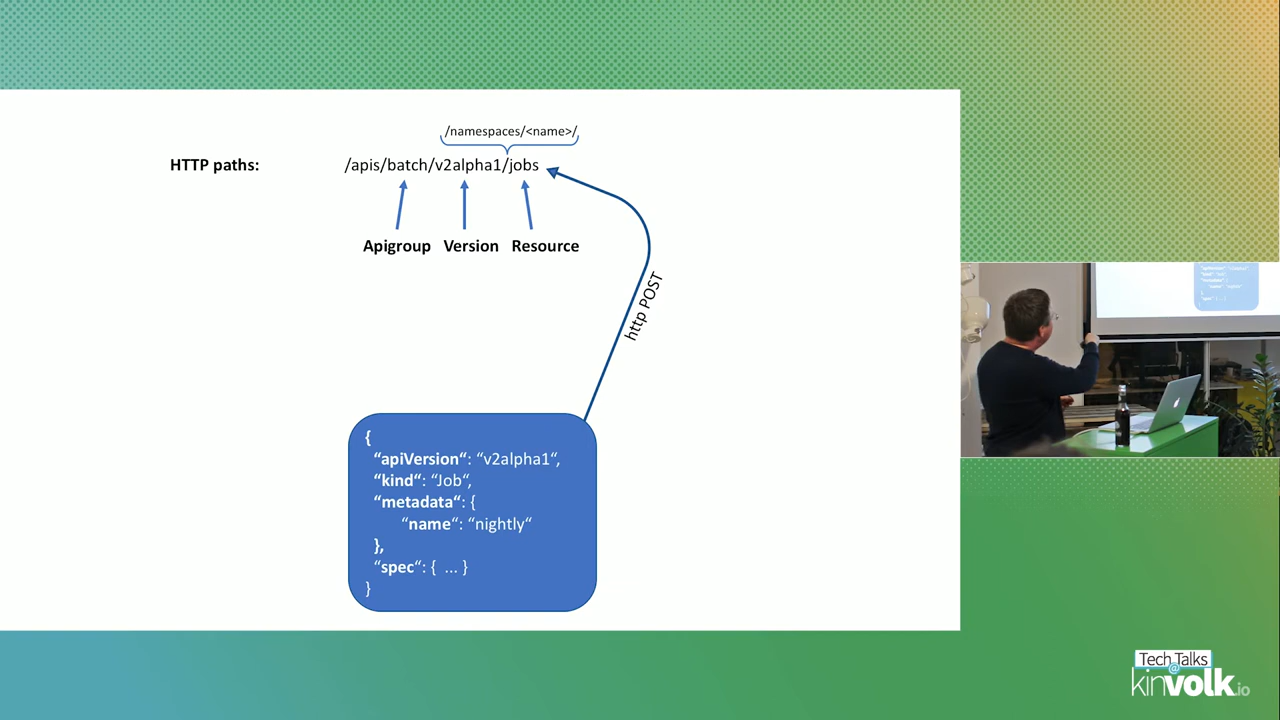 /namespaces/<name>/
HTTP paths:
/apis/batch/v2alpha1/jobs
Apigroup Version Resource
http POST
{
“apiVersion“: “v2alpha1“,
“kind“: “Job“,
“metadata“: {
“name“: “nightly“
},
“spec“: { ... }
}
Tech Talks
@
kinvolk.io